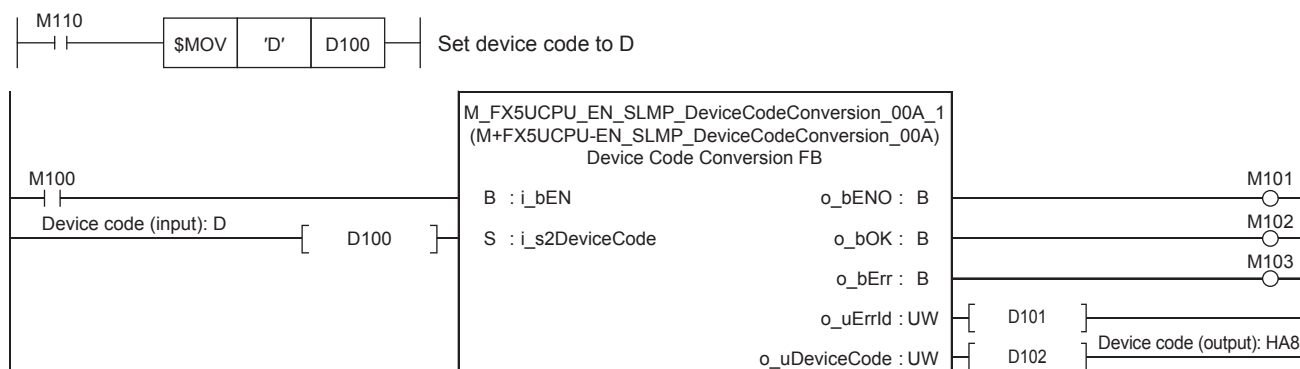 M110
$MOV 'D' D100 Set device code to D
M_FX5UCPU_EN_SLMP_DeviceCodeConversion_00A_1
(M+FX5UCPU-EN_SLMP_DeviceCodeConversion_00A)
Device Code Conversion FB
M100 M101
B : i_bEN o_bENO : B
Device code (input): D M102
D100 S : i_s2DeviceCode o_bOK : B
M103
o_bErr : B
o_uErrId : UW D101
Device code (output): HA8
o_uDeviceCode : UW D102